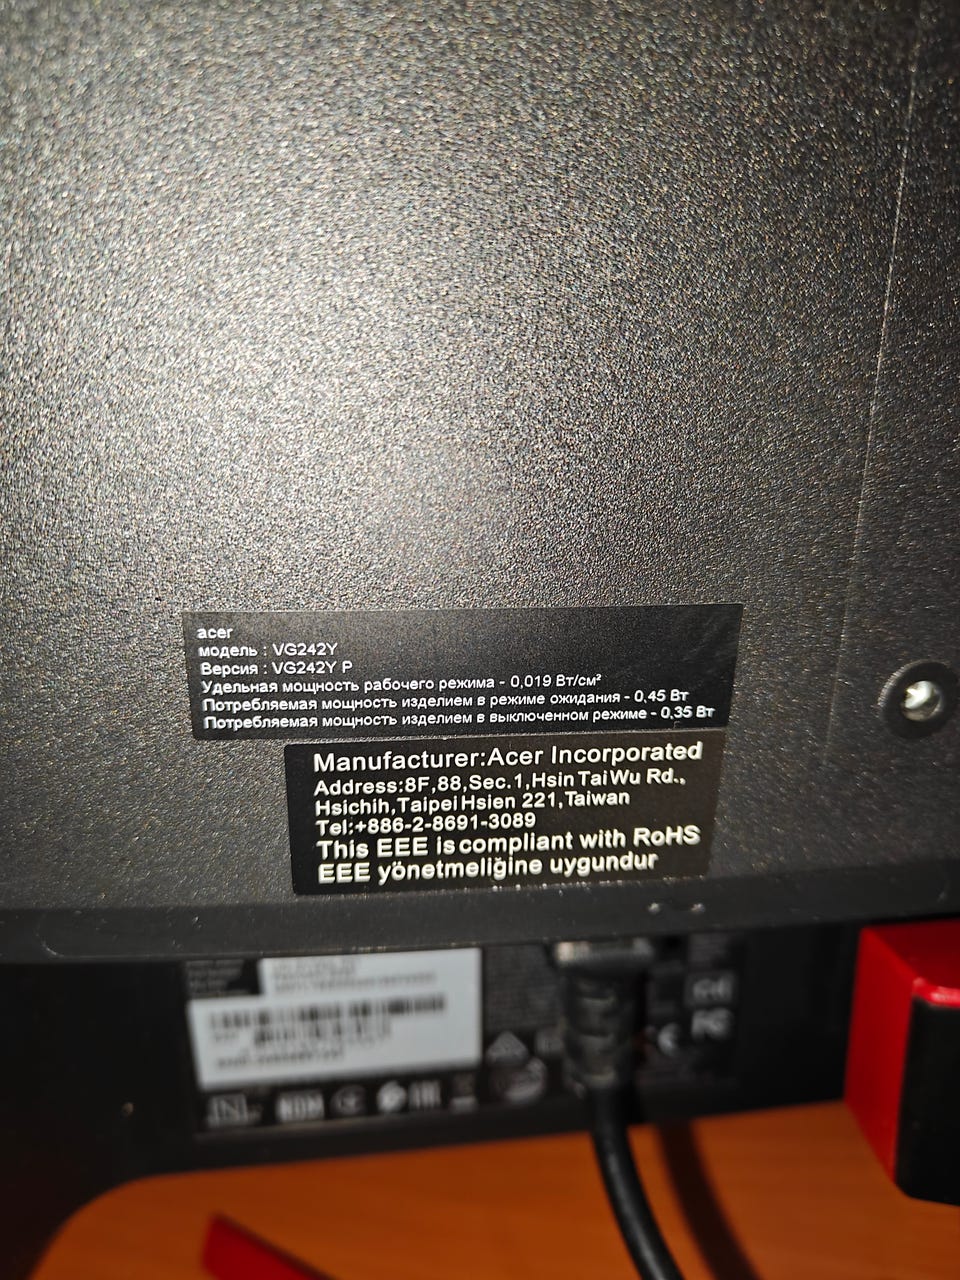 acer
модель : VG242Y
Версия : VG242Y P
Удельная мощность рабочего режима - 0,019 Вт/см²
Потребляемая мощность изделием в режиме ожидания - 0,45 Вт
Потребляемая мощность изделием в выключенном режиме - 0,35 Вт
Manufacturer:Acer Incorporated
Address:8F,88,Sec.1,Hsin Tai Wu Rd.,
Hsichih,Taipei Hsien 221,Taiwan
Tel:+886-2-8691-3089
This EEE is compliant with RoHS
EEE yönetmeliğine uygundur